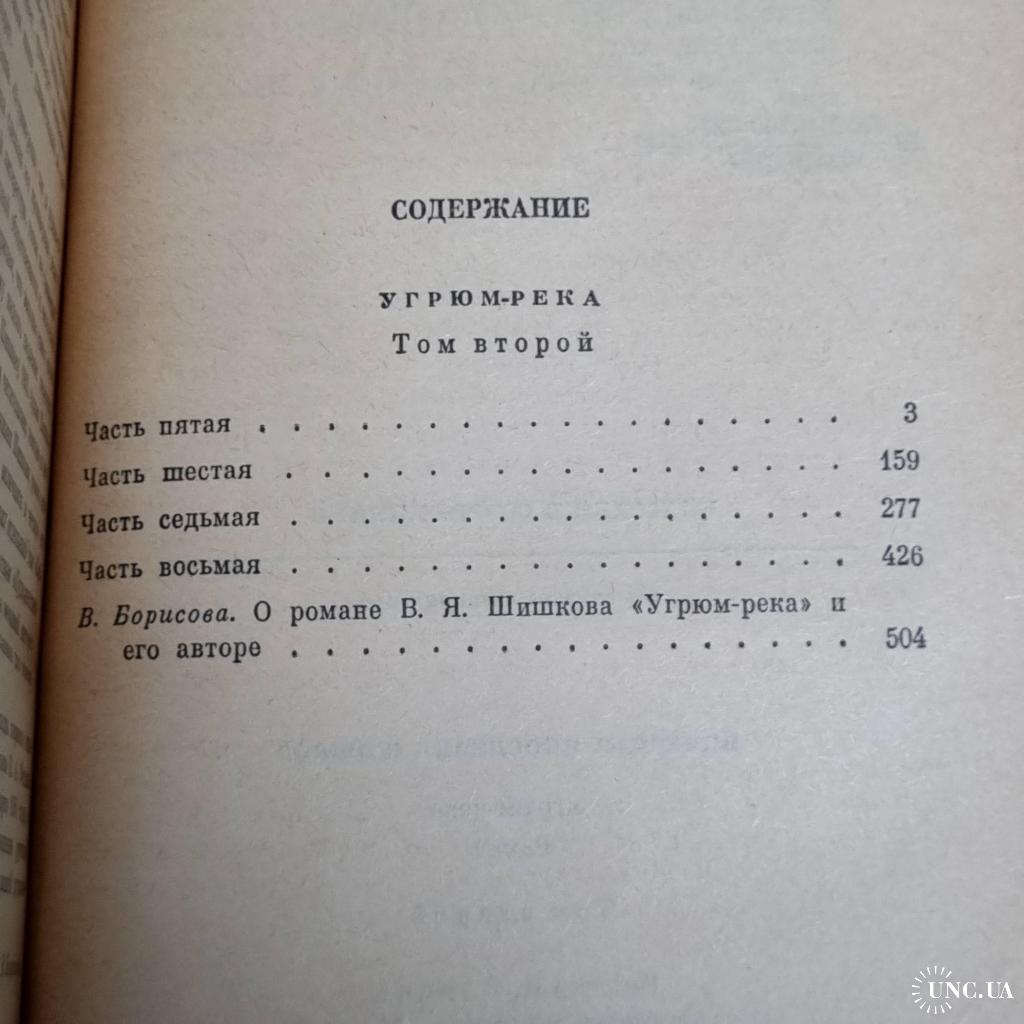 СОДЕРЖАНИЕ
УГРЮМ-РЕКА
Том второй
Часть пятая . . . . . . . . . . . . . . . . . 3
Часть шестая . . . . . . . . . . . . . . . . 159
Часть седьмая . . . . . . . . . . . . . . . . 277
Часть восьмая . . . . . . . . . . . . . . . . 426
В. Борисова. О романе В. Я. Шишкова «Угрюм-река» и
его авторе . . . . . . . . . . . . . . . . 504
UNC.UA